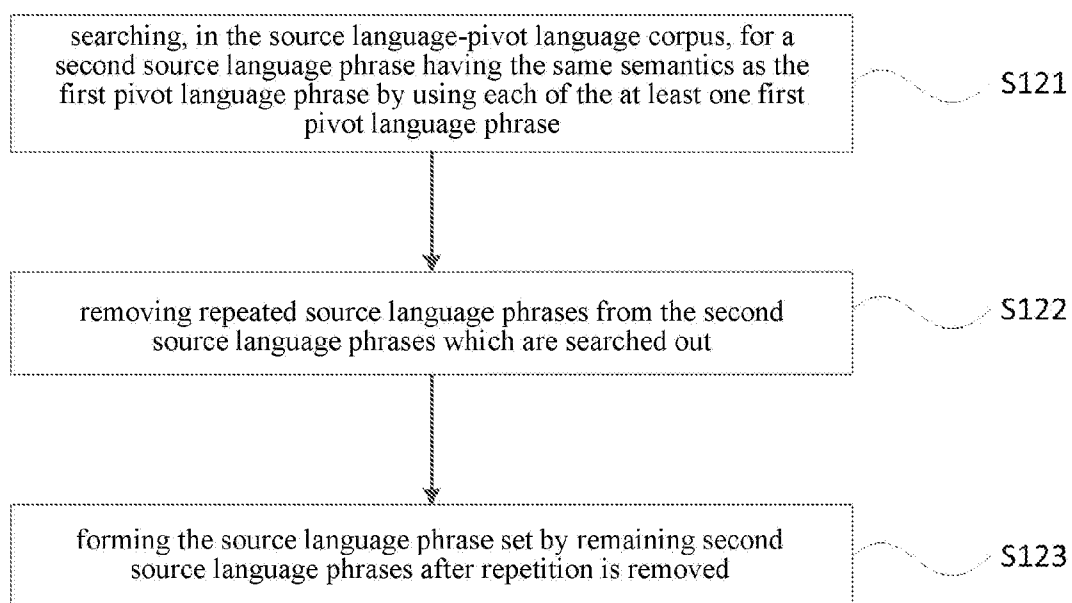 searching, in the source language-pivot language corpus, for a
second source language phrase having the same semantics as the
first pivot language phrase by using each of the at least one first
pivot language phrase
S121
removing repeated source language phrases from the second
source language phrases which are searched out
S122
forming the source language phrase set by remaining second
source language phrases after repetition is removed
S123